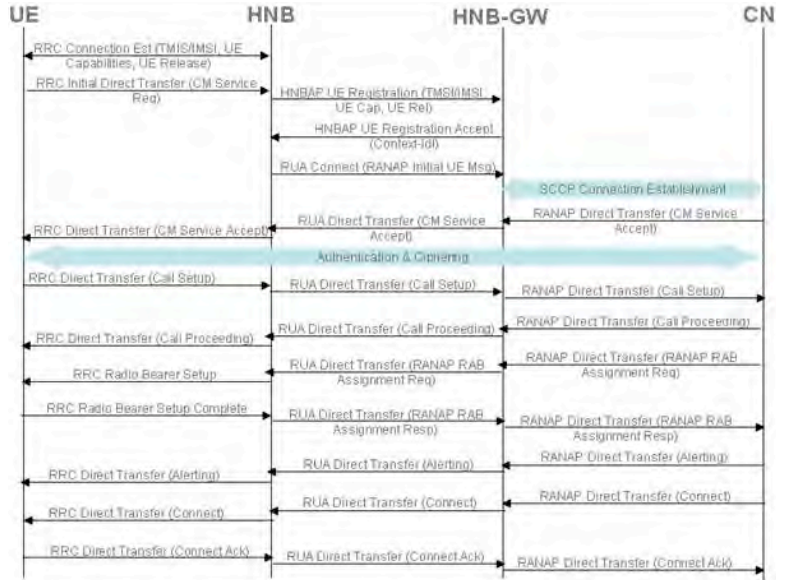 UE HNB HNB-GW CN
RRC Connection Est (TMIS/IMSI, UE
Capabilities, UE Release)
RRC Initial Direct Transfer (CM Service
Req)
HNBAP UE Registration (TMSI/IMSI
UE Cap, UE Rel)
HNBAP UE Registration Accept
(Context-Id)
RUA Connect (RANAP Initial UE Msg)
SCCP Connection Establishment
RANAP Direct Transfer (CM Service
Accept)
RUA Direct Transfer (CM Service
Accept)
RRC Direct Transfer (CM Service Accept)
Authentication & Ciphering
RRC Direct Transfer (Call Setup)
RUA Direct Transfer (Call Setup)
RANAP Direct Transfer (Call Setup)
RANAP Direct Transfer (Call Proceeding)
RUA Direct Transfer (Call Proceeding)
RRC Direct Transfer (Call Proceeding)
RANAP Direct Transfer (RANAP RAB
Assignment Req)
RUA Direct Transfer (RANAP RAB
Assignment Req)
RRC Radio Bearer Setup
RRC Radio Bearer Setup Complete
RUA Direct Transfer (RANAP RAB
Assignment Resp)
RANAP Direct Transfer (RANAP RAB
Assignment Resp)
RANAP Direct Transfer (Alerting)
RUA Direct Transfer (Alerting)
RRC Direct Transfer (Alerting)
RANAP Direct Transfer (Connect)
RUA Direct Transfer (Connect)
RRC Direct Transfer (Connect)
RRC Direct Transfer (Connect Ack)
RUA Direct Transfer (Connect Ack)
RANAP Direct Transfer (Connect Ack)